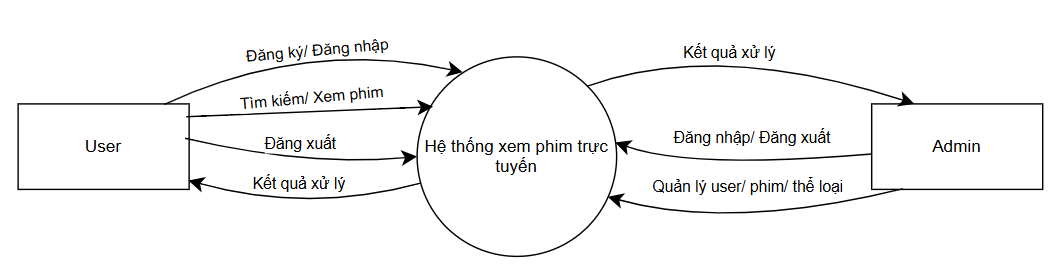 Đăng ký/ Đăng nhập
Tìm kiếm/ Xem phim
User
Đăng xuất
Kết quả xử lý
Hệ thống xem phim trực
tuyến
Kết quả xử lý
Đăng nhập/ Đăng xuất
Admin
Quản lý user/ phim/ thể loại